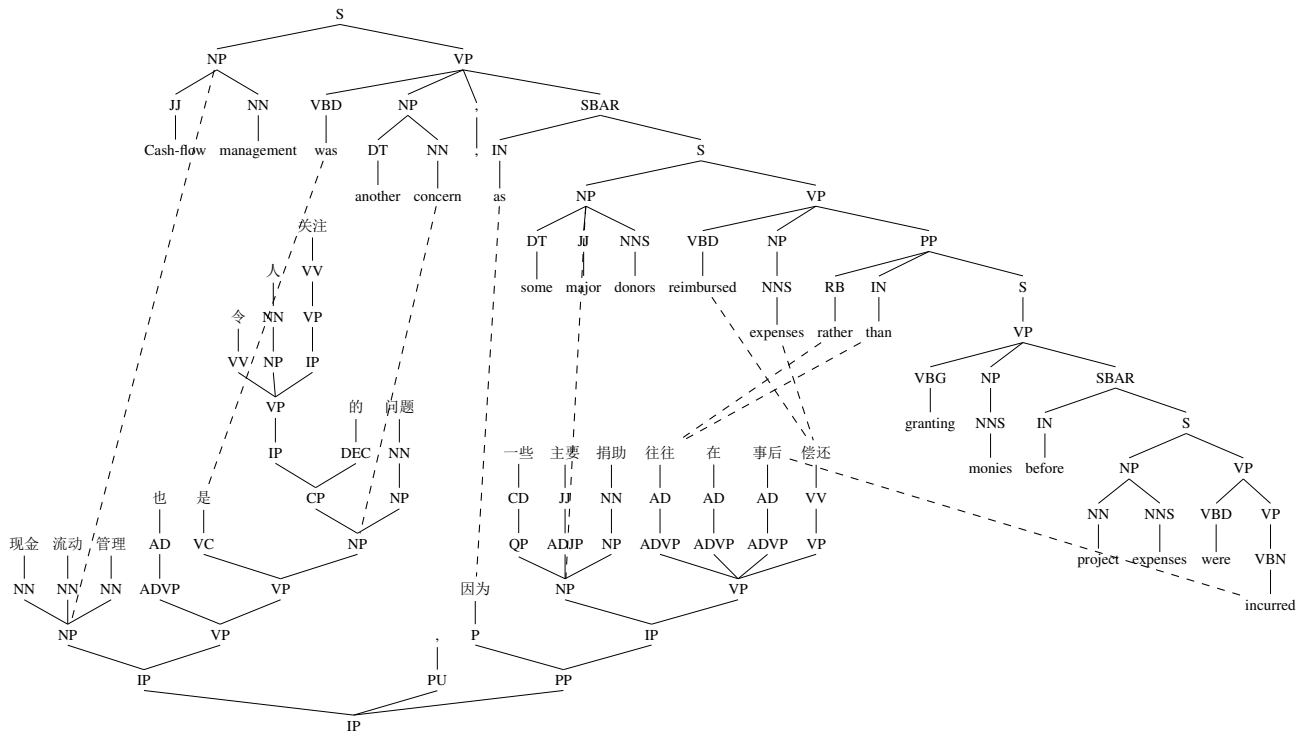 S
NP VP
JJ NN VBD NP , SBAR
Cash-flow management was DT NN , IN S
another concern as NP VP
关注 DT JJ NNS VBD NP PP
人 VV some major donors reimbursed NNS RB IN S
令 NN VP expenses rather than VP
VV NP IP VBG NP SBAR
VP 的 问题 granting NNS IN S
IP DEC NN 一些 主要 捐助 往往 在 事后 偿还 monies before NP VP
也 是 CP NP CD JJ NN AD AD AD VV NN NNS VBD VP
现金 流动 管理 AD VC NP QP ADJP NP ADVP ADVP ADVP VP project expenses were VBN
NN NN NN ADVP VP 因为 NP VP incurred
NP VP , P IP
IP PU PP
IP